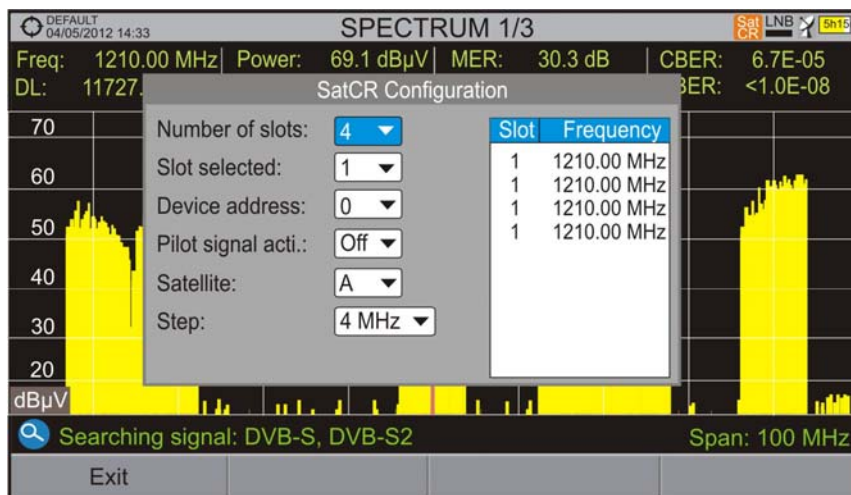 DEFAULT
04/05/2012 14:33
SPECTRUM 1/3
Sat CR LNB 5h15
Freq: 1210.00 MHz Power: 69.1 dBµV MER: 30.3 dB CBER: 6.7E-05
DL: 11727. BER: <1.0E-08
SatCR Configuration
Number of slots: 4
Slot selected: 1
Device address: 0
Pilot signal acti.: Off
Satellite: A
Step: 4 MHz
Slot Frequency
1 1210.00 MHz
1 1210.00 MHz
1 1210.00 MHz
1 1210.00 MHz
70
60
50
40
30
20
dBµV
Searching signal: DVB-S, DVB-S2 Span: 100 MHz
Exit